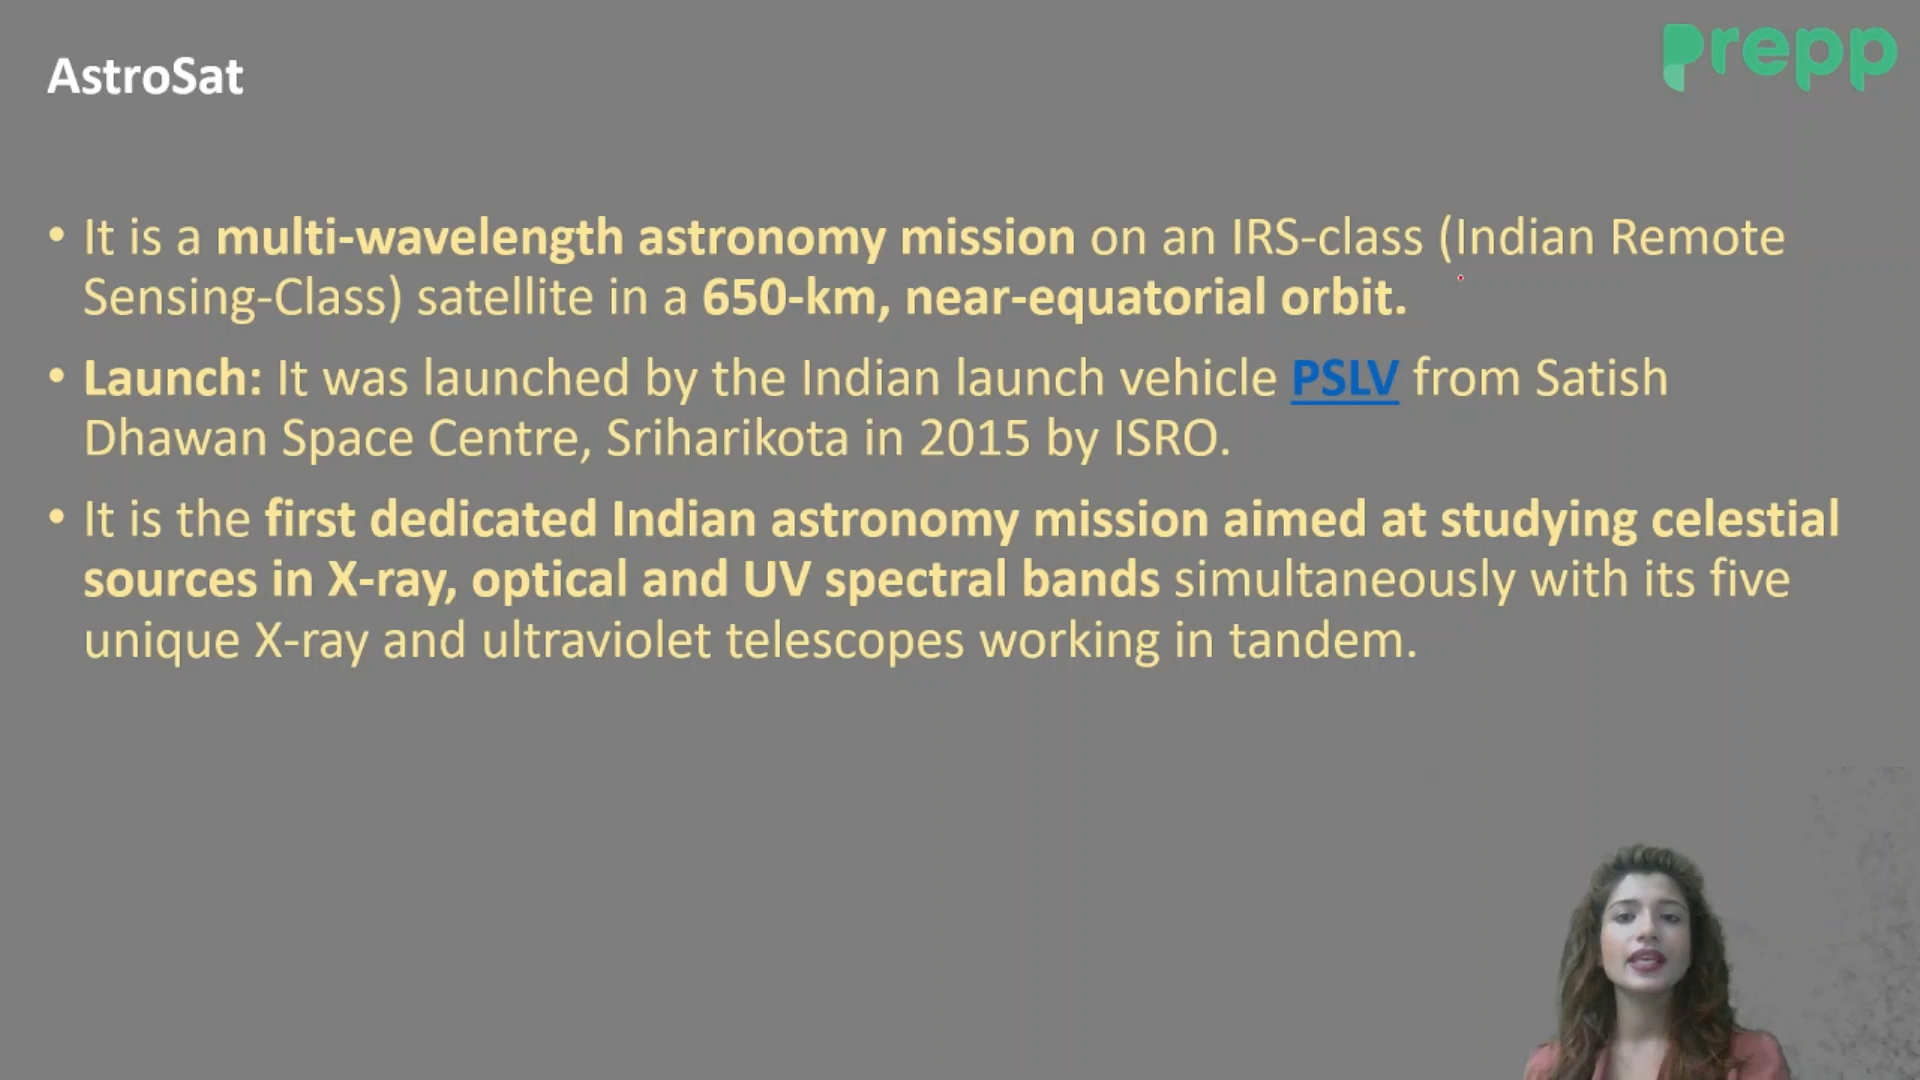 prepp
AstroSat
• It is a multi-wavelength astronomy mission on an IRS-class (Indian Remote
Sensing-Class) satellite in a 650-km, near-equatorial orbit.
• Launch: It was launched by the Indian launch vehicle PSLV from Satish
Dhawan Space Centre, Sriharikota in 2015 by ISRO.
• It is the first dedicated Indian astronomy mission aimed at studying celestial
sources in X-ray, optical and UV spectral bands simultaneously with its five
unique X-ray and ultraviolet telescopes working in tandem.